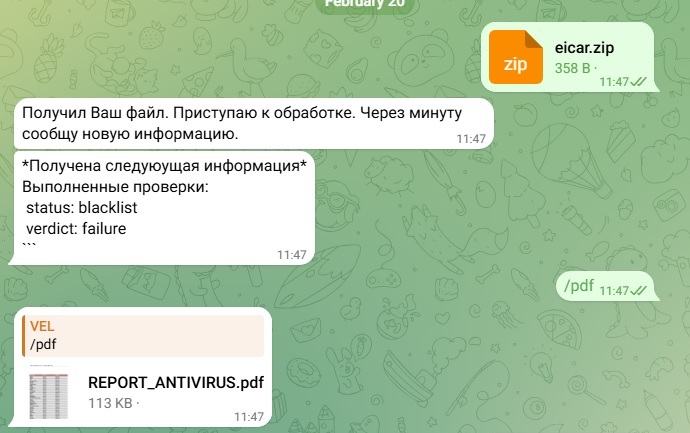 February 20
zip
eicar.zip
358 B ·
11:47
Получил Ваш файл. Приступаю к обработке. Через минуту
сообщу новую информацию.
11:47
*Получена следуюущая информация*
Выполненные проверки:
status: blacklist
verdict: failure
```
11:47
/pdf 11:47
VEL
/pdf
REPORT_ANTIVIRUS.pdf
113 KB ·
11:47